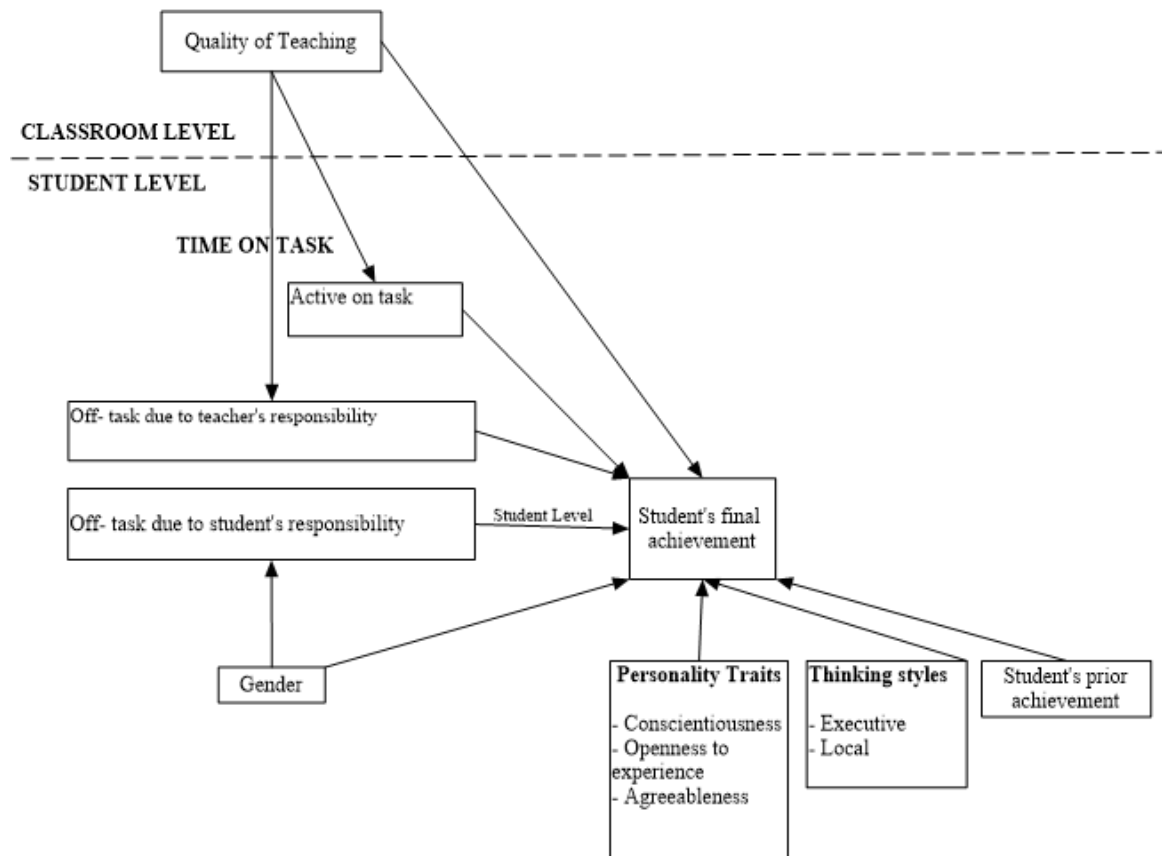 Quality of Teaching
CLASSROOM LEVEL
STUDENT LEVEL
TIME ON TASK
Active on task
Off- task due to teacher's responsibility
Off- task due to student's responsibility
Student Level
Student's final
achievement
Gender
Personality Traits
- Conscientiousness
- Openness to
experience
- Agreeableness
Thinking styles
- Executive
- Local
Student's prior
achievement